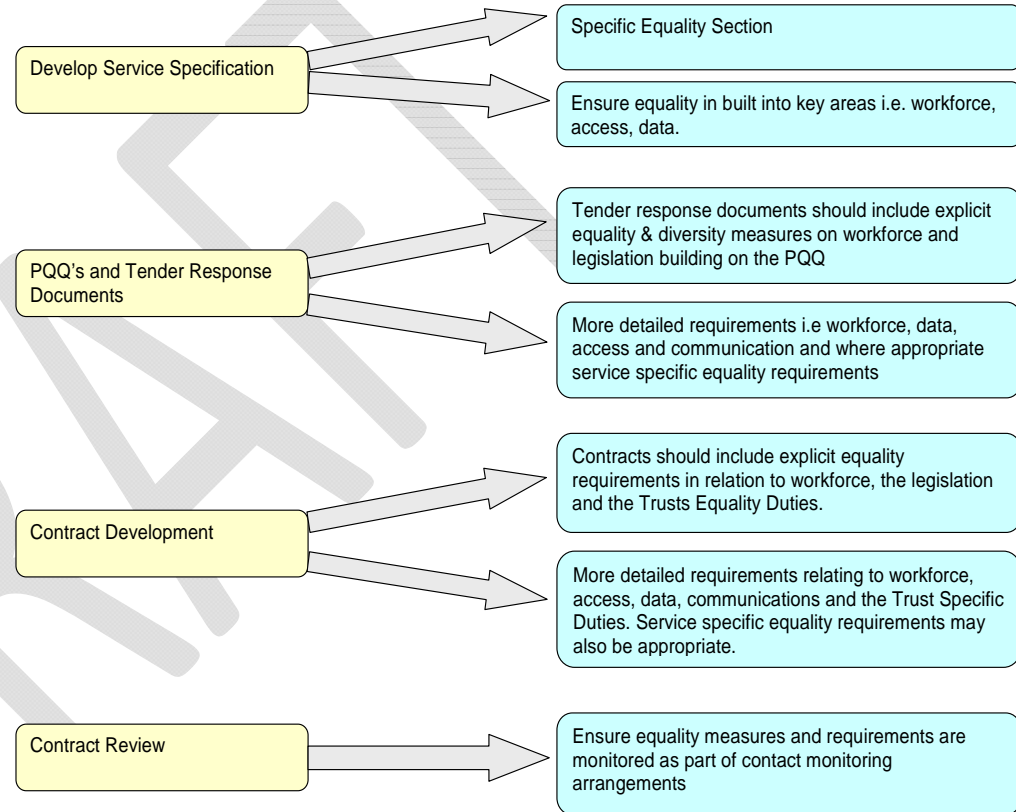 Develop Service Specification
Specific Equality Section
Ensure equality in built into key areas i.e. workforce,
access, data.
PQQ’s and Tender Response
Documents
Tender response documents should include explicit
equality & diversity measures on workforce and
legislation building on the PQQ
More detailed requirements i.e workforce, data,
access and communication and where appropriate
service specific equality requirements
Contract Development
Contracts should include explicit equality
requirements in relation to workforce, the legislation
and the Trusts Equality Duties.
More detailed requirements relating to workforce,
access, data, communications and the Trust Specific
Duties. Service specific equality requirements may
also be appropriate.
Contract Review
Ensure equality measures and requirements are
monitored as part of contact monitoring
arrangements